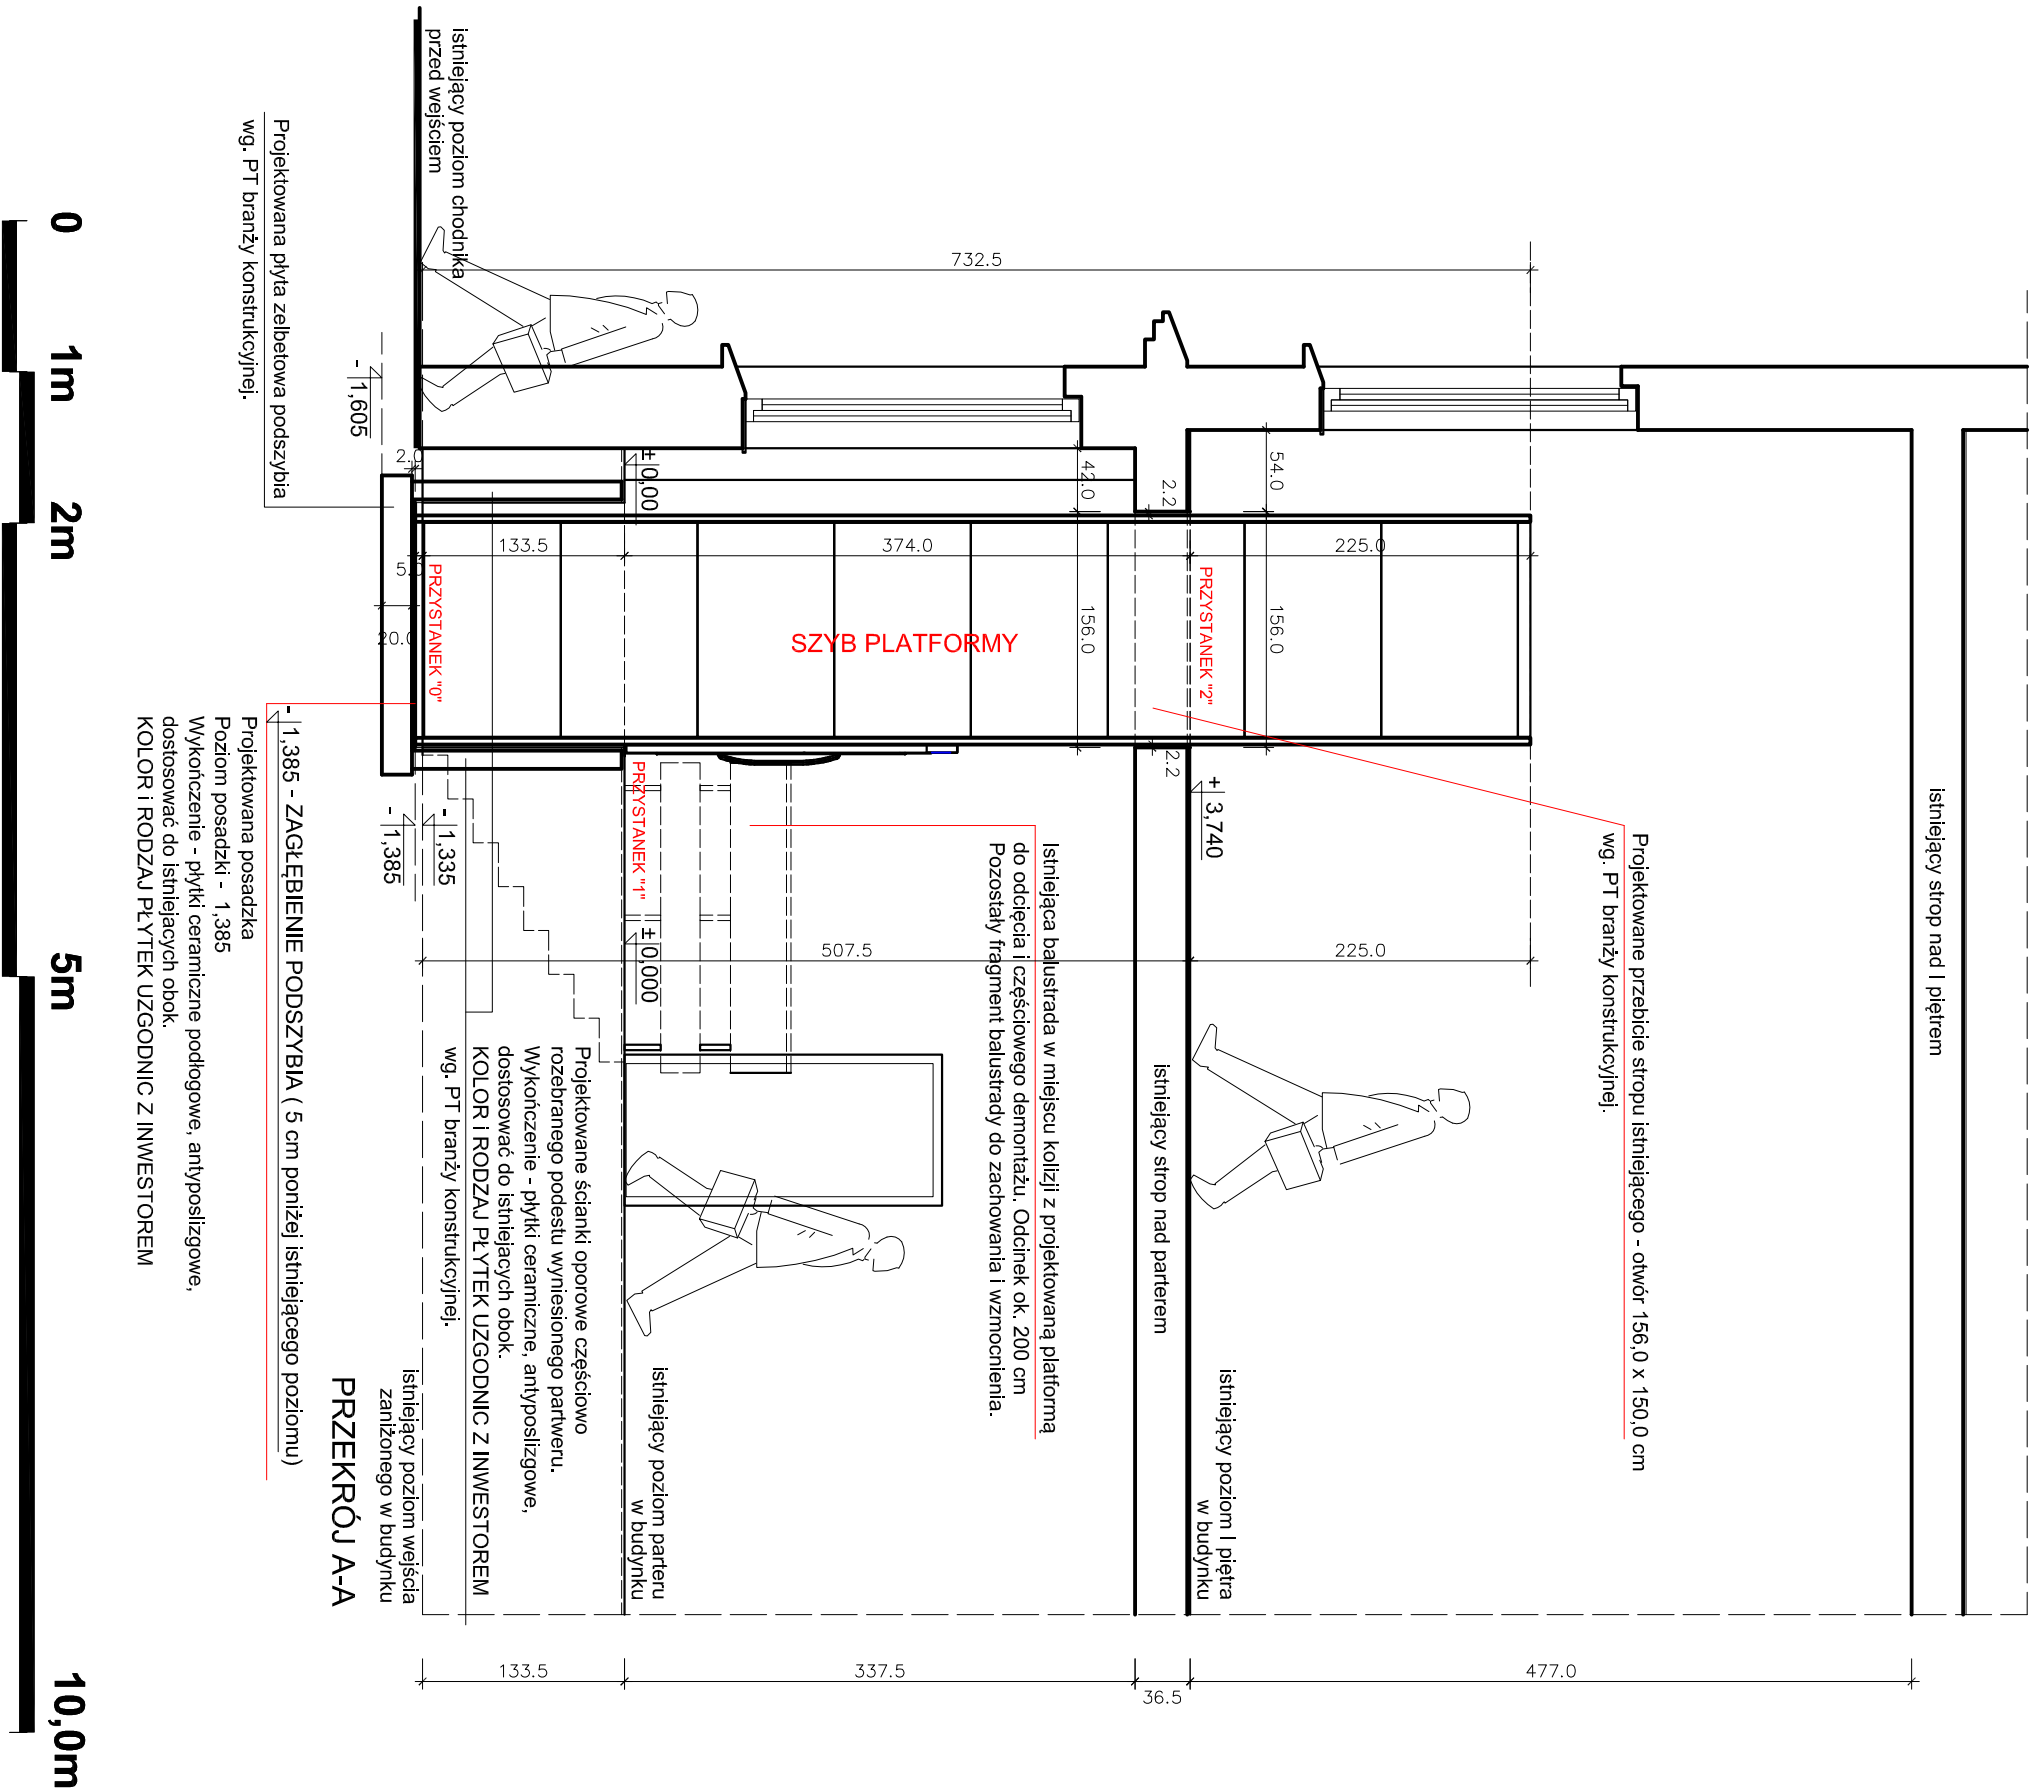 istniejący strop nad I piętrem
Projektowane przebicie stropu istniejącego - otwór 156,0 x 150,0 cm
wg. PT branży konstrukcyjnej.
732.5
54.0
2.2
42.0
225.0
374.0
133.5
2.0
5.0
20.0
156.0
156.0
2.2
PRZYSTANEK "2"
SZYB PLATFORMY
PRZYSTANEK "1"
PRZYSTANEK "0"
+ 3,740
± 0,00
± 0,000
- 1,335
- 1,385
- 1,605
225.0
507.5
istniejący poziom I piętra
w budynku
istniejący strop nad parterem
Istniejąca balustrada w miejscu kolizji z projektowaną platformą
do odcięcia i częściowego demontażu. Odcinek ok. 200 cm
Pozostały fragment balustrady do zachowania i wzmocnienia.
istniejący poziom parteru
w budynku
Projektowane ścianki oporowe częściowo
rozebranego podestu wyniesionego partweru.
Wykończenie - płytki ceramiczne, antyposlizgowe,
dostosować do istniejacych obok.
KOLOR i RODZAJ PŁYTEK UZGODNIC Z INWESTOREM
wg. PT branży konstrukcyjnej.
istniejący poziom chodnika
przed wejściem
istniejący poziom wejścia
zaniżonego w budynku
PRZEKRÓJ A-A
Projektowana płyta zelbetowa podszybia
wg. PT branży konstrukcyjnej.
- 1,385 - ZAGŁĘBIENIE PODSZYBIA ( 5 cm poniżej istniejącego poziomu)
Projektowana posadzka
Poziom posadzki - 1,385
Wykończenie - płytki ceramiczne podłogowe, antyposlizgowe,
dostosować do istniejacych obok.
KOLOR i RODZAJ PŁYTEK UZGODNIC Z INWESTOREM
477.0
36.5
337.5
133.5
0 1m 2m 5m 10,0m